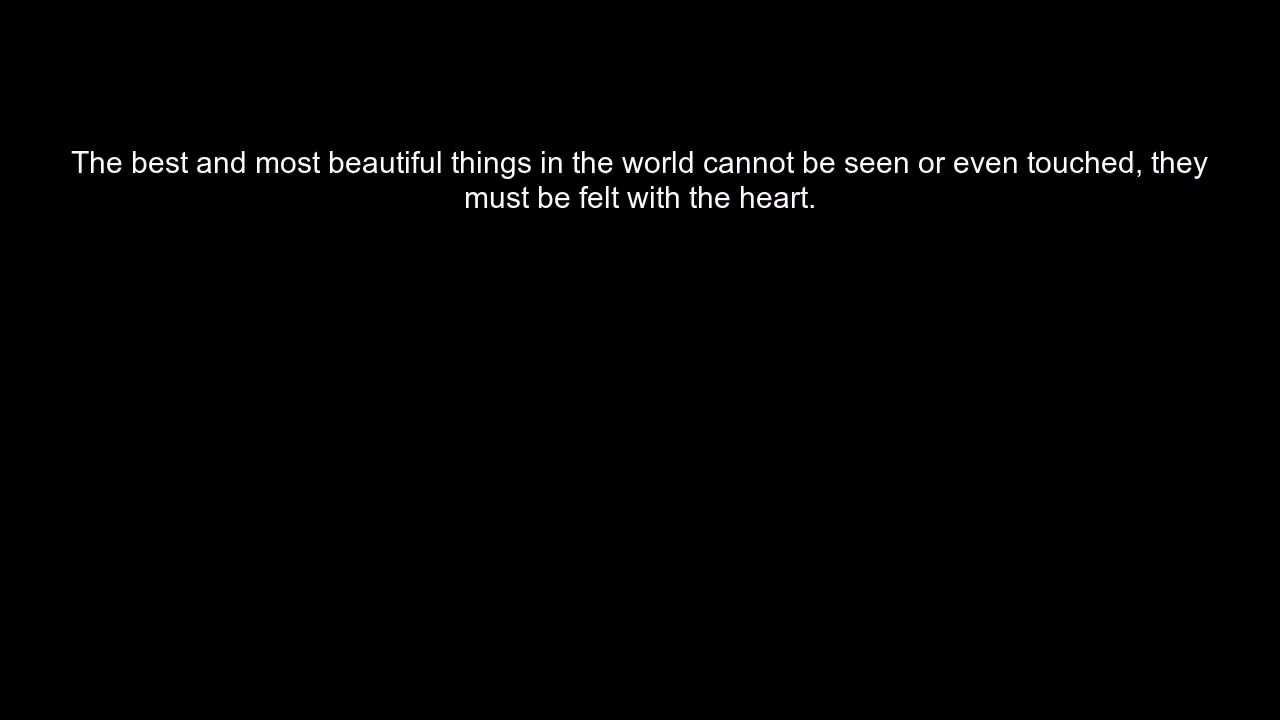 The best and most beautiful things in the world cannot be seen or even touched, they
must be felt with the heart.